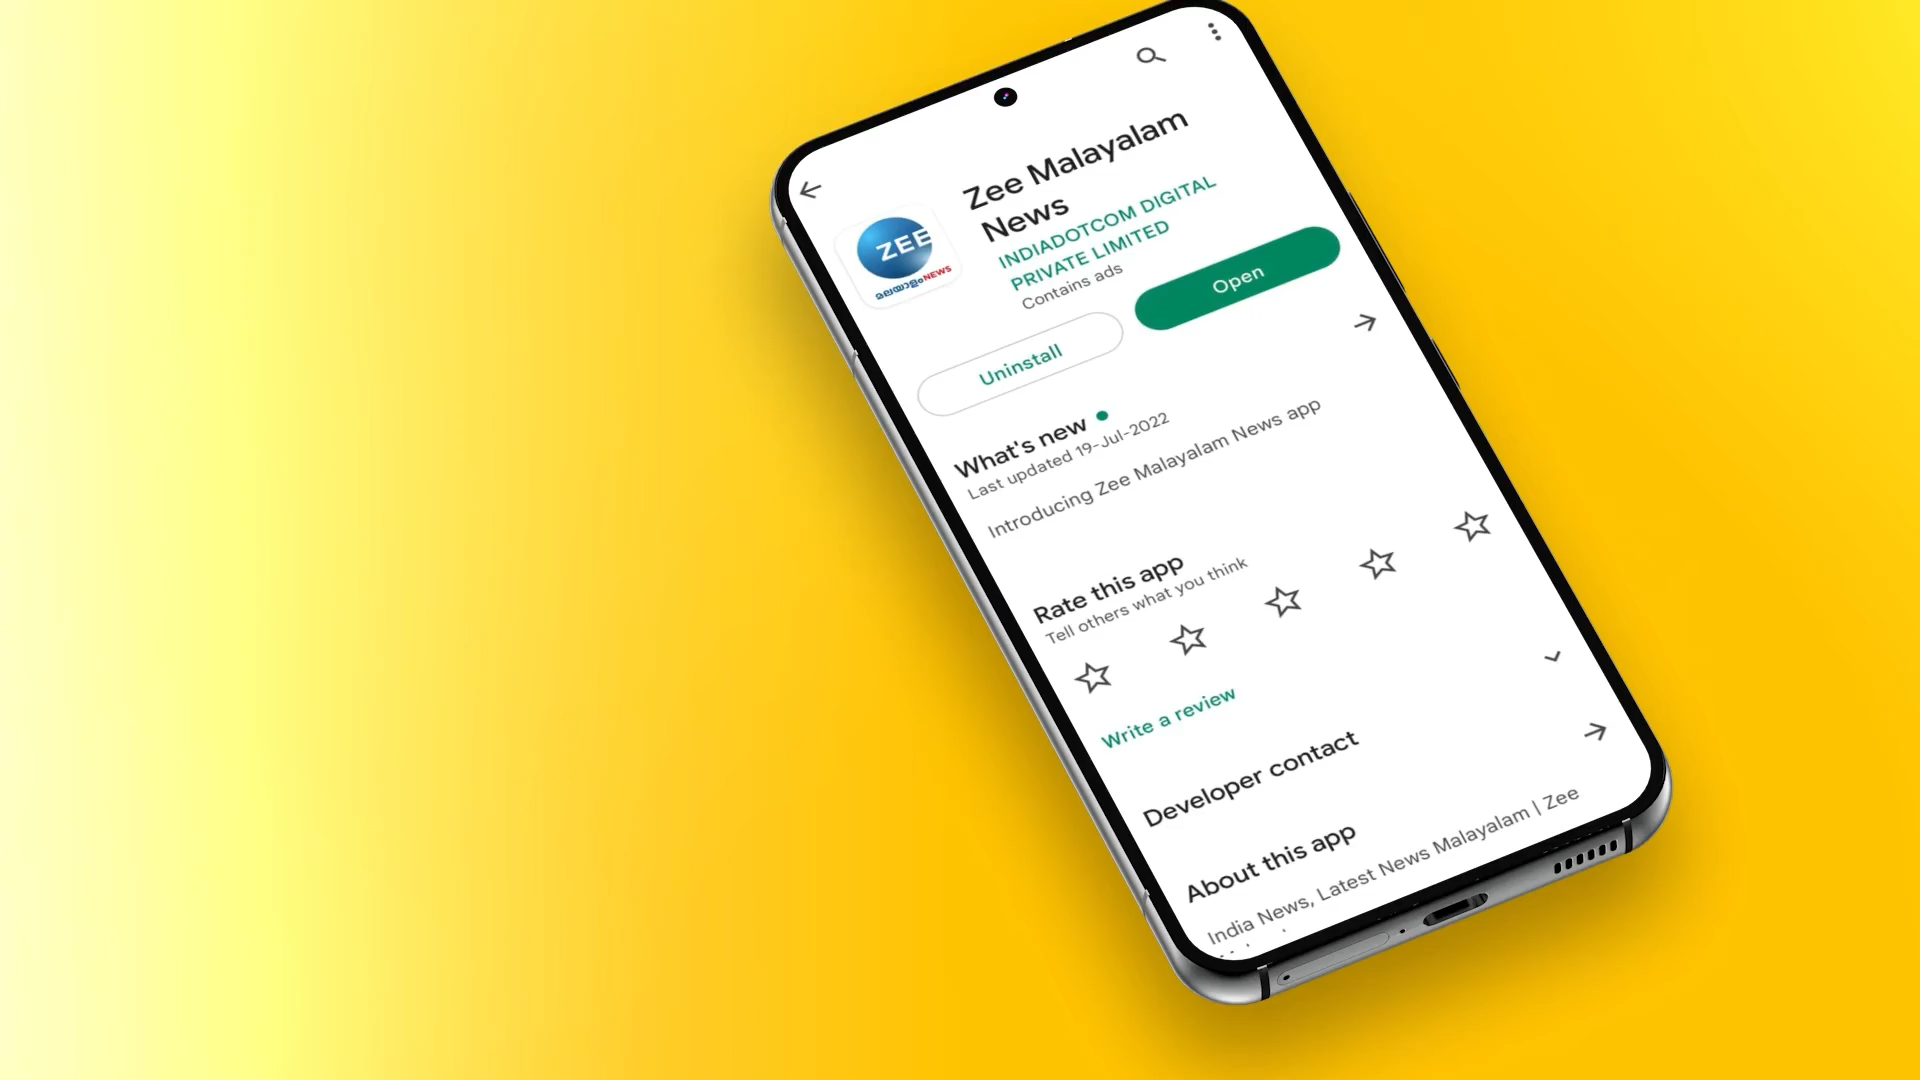 Zee Malayalam
News
INDIADOTCOM DIGITAL
PRIVATE LIMITED
Contains ads
ZEE
മലയാളം NEWS
Uninstall
Open
What's new
Last updated 19-Jul-2022
Introducing Zee Malayalam News app
Rate this app
Tell others what you think
Write a review
Developer contact
About this app
India News, Latest News Malayalam | Zee